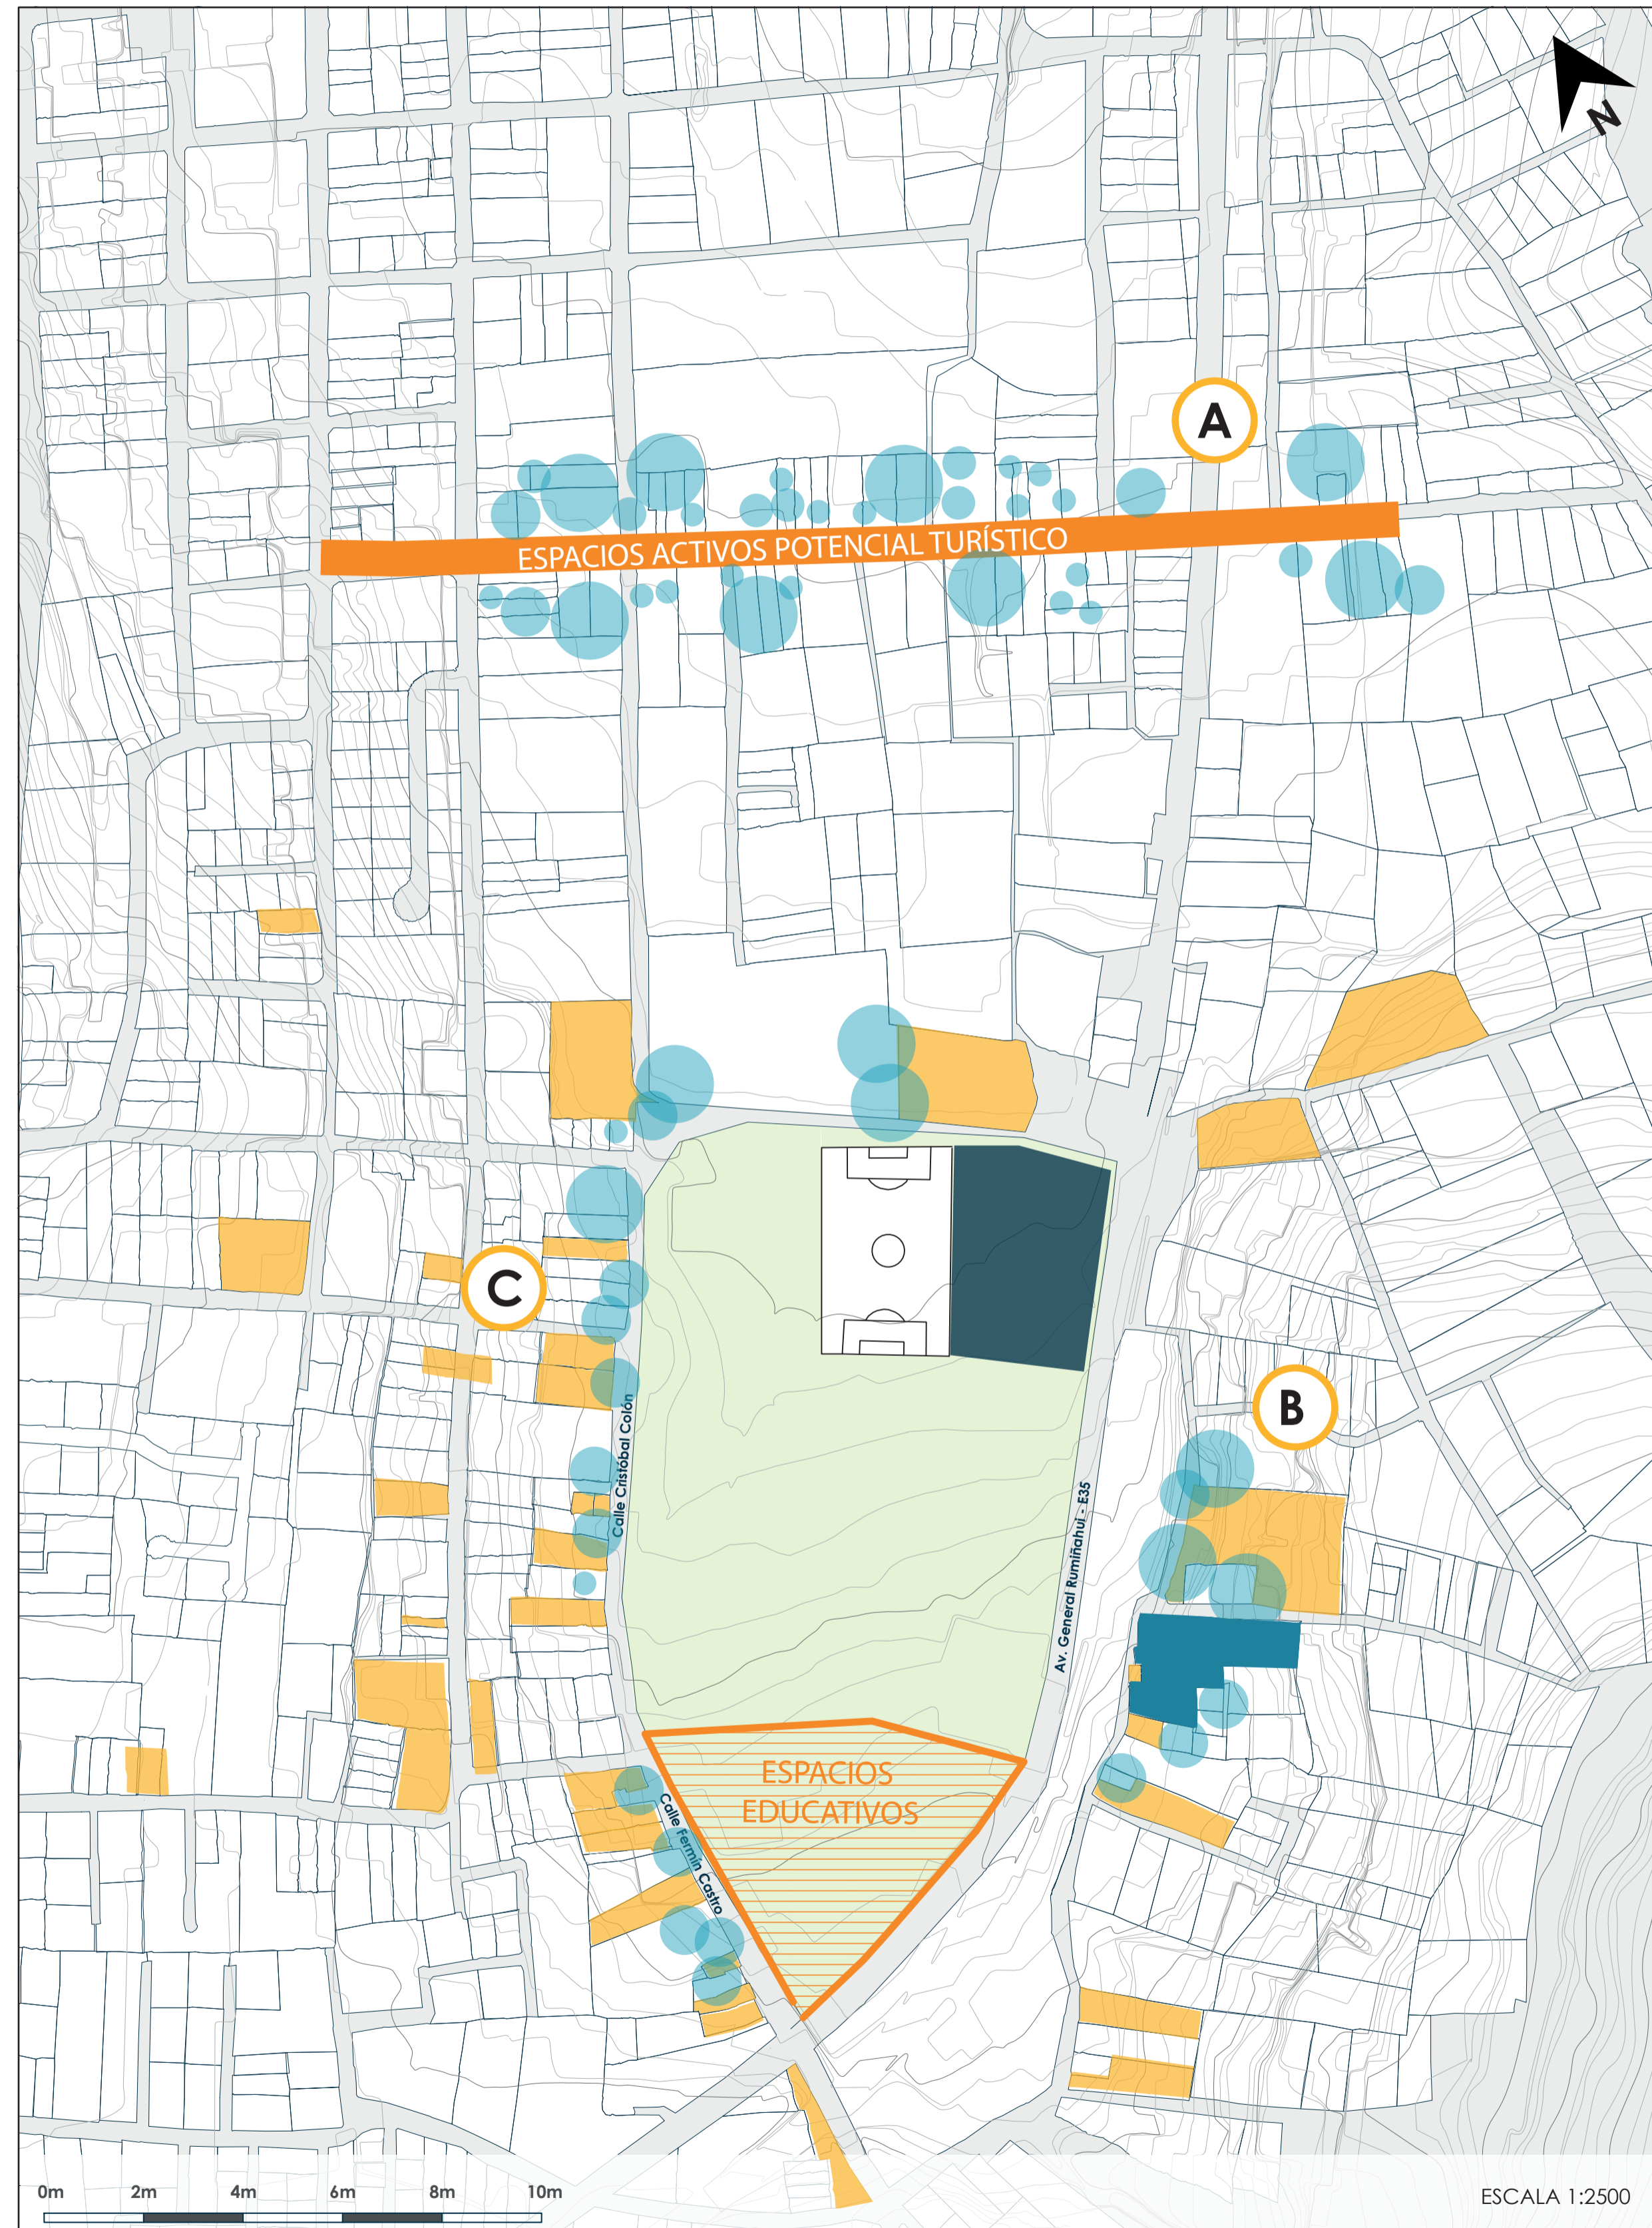 N
A
ESPACIOS ACTIVOS POTENCIAL TURÍSTICO
C
B
Calle Cristóbal Colón
Av. General Rumiñahui - E35
ESPACIOS
EDUCATIVOS
Calle Fermín Castro
0m 2m 4m 6m 8m 10m
ESCALA 1:2500